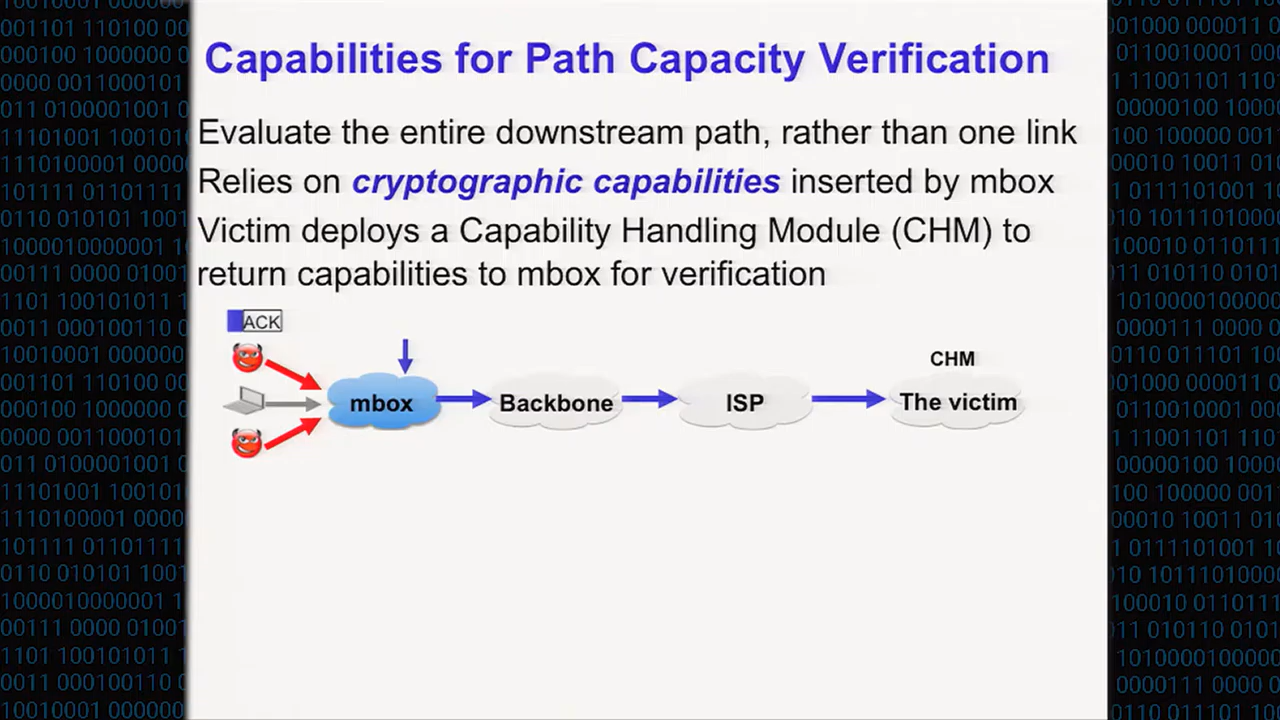 Capabilities for Path Capacity Verification
Evaluate the entire downstream path, rather than one link
Relies on cryptographic capabilities inserted by mbox
Victim deploys a Capability Handling Module (CHM) to
return capabilities to mbox for verification
ACK
CHM
mbox
Backbone
ISP
The victim